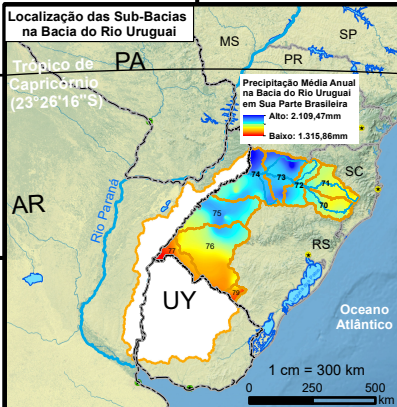 Localização das Sub-Bacias
na Bacia do Rio Uruguai
MS
SP
PA
PR
Trópico de
Capricórnio
(23°26'16"S)
Precipitação Média Anual
na Bacia do Rio Uruguai
em Sua Parte Brasileira
Alto: 2.109,47mm
Baixo: 1.315,86mm
74
73
72
71
70
SC
AR
Rio Paraná
75
76
77
79
RS
UY
Oceano
Atlântico
1 cm = 300 km
0 250 500
km